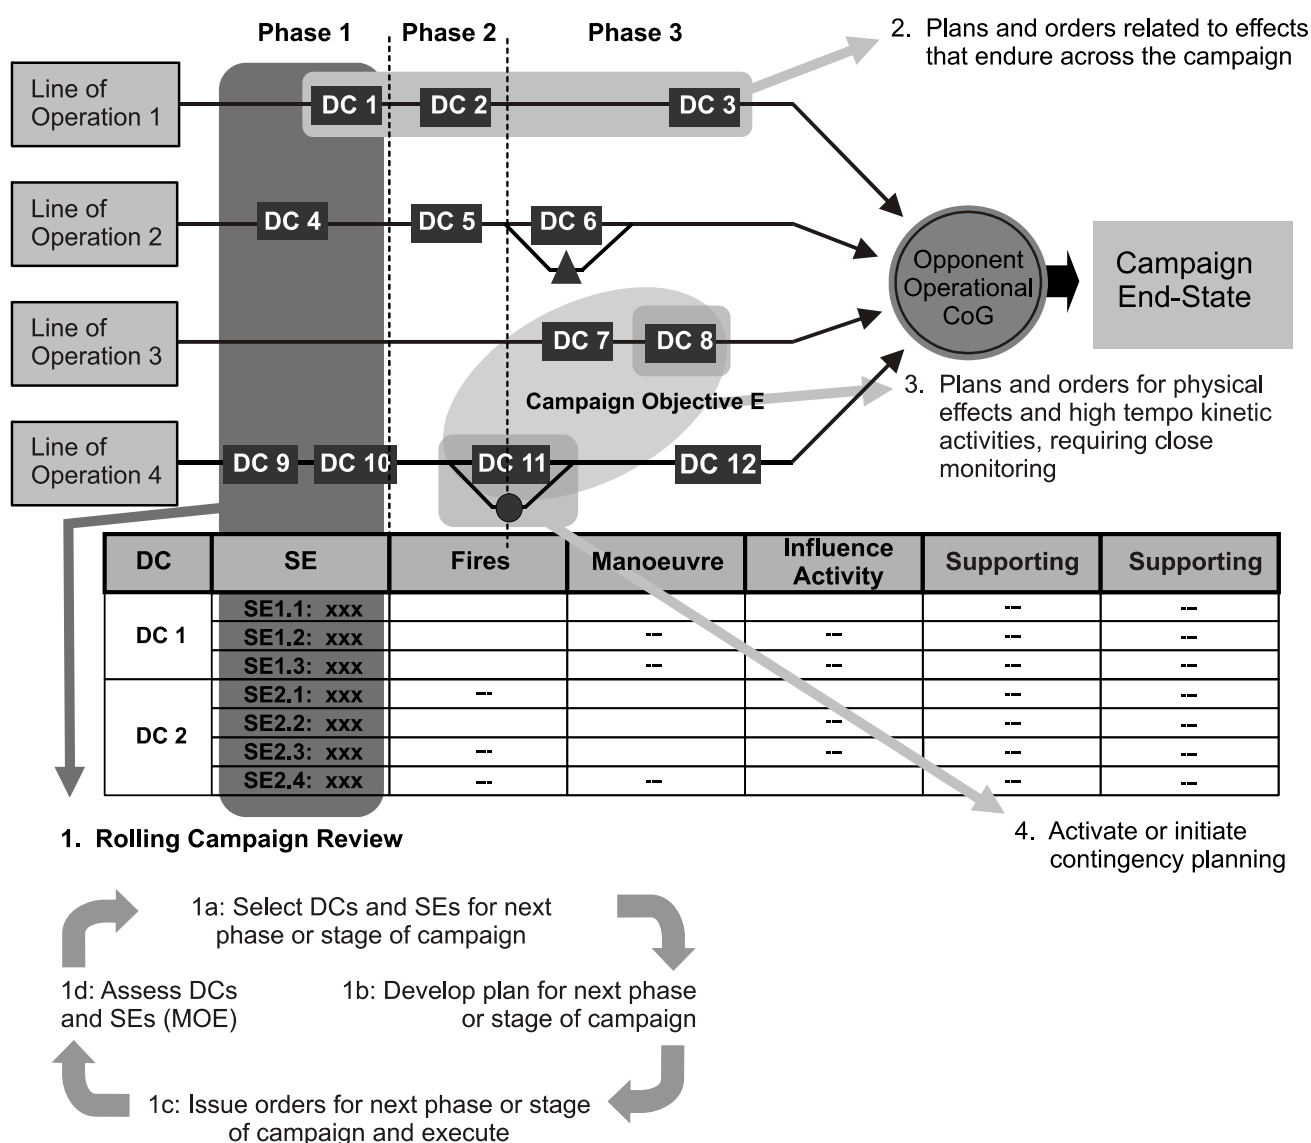 Phase 1
Phase 2
Phase 3
2. Plans and orders related to effects
that endure across the campaign
Line of
Operation 1
DC 1
DC 2
DC 3
Line of
Operation 2
DC 4
DC 5
DC 6
Opponent
Operational
CoG
Campaign
End-State
Line of
Operation 3
DC 7
DC 8
Campaign Objective E
3. Plans and orders for physical
effects and high tempo kinetic
activities, requiring close
monitoring
Line of
Operation 4
DC 9
DC 10
DC 11
DC 12
DC SE Fires Manoeuvre Influence Activity Supporting Supporting
DC 1
SE1.1: xxx -- --
SE1.2: xxx -- -- -- --
SE1.3: xxx -- -- -- --
DC 2
SE2.1: xxx -- -- --
SE2.2: xxx -- -- --
SE2.3: xxx -- -- -- --
SE2.4: xxx -- -- -- --
1. Rolling Campaign Review
4. Activate or initiate
contingency planning
1a: Select DCs and SEs for next
phase or stage of campaign
1d: Assess DCs
and SEs (MOE)
1b: Develop plan for next phase
or stage of campaign
1c: Issue orders for next phase or stage
of campaign and execute